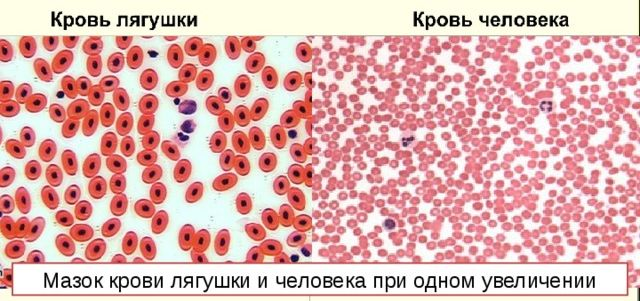 Кровь лягушки
Кровь человека
Мазок крови лягушки и человека при одном увеличении